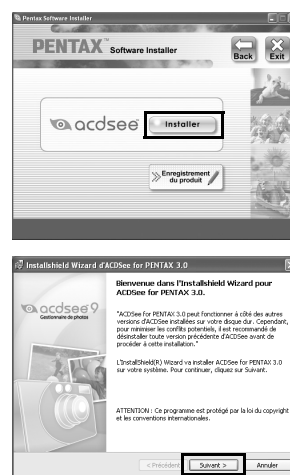 Pentax Software Installer
PENTAX™ Software Installer
Back Exit
acdsee Installer
Enregistrement
du produit
Installshield Wizard d'ACDSee for PENTAX 3.0
Bienvenue dans l'Installshield Wizard pour
ACDSee for PENTAX 3.0.
acdsee 9
Gestionnaire de photos
"ACDSee for PENTAX 3.0 peut fonctionner à côté des autres
versions d'ACDSee installées sur votre disque dur. Cependant,
pour minimiser les conflits potentiels, il est recommandé de
désinstaller toute version précédente d'ACDSee avant de
procéder à cette installation."
L'InstallShield(R) Wizard va installer ACDSee for PENTAX 3.0
sur votre système. Pour continuer, cliquez sur Suivant.
ATTENTION : Ce programme est protégé par la loi du copyright
et les conventions internationales.
< Précédent Suivant > Annuler